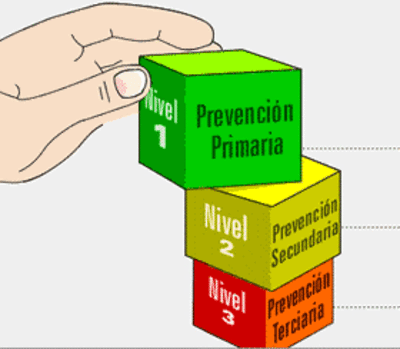 Nivel
1
Prevención
Primaria
Nivel
2
Prevención
Secundaria
Nivel
3
Prevención
Terciaria